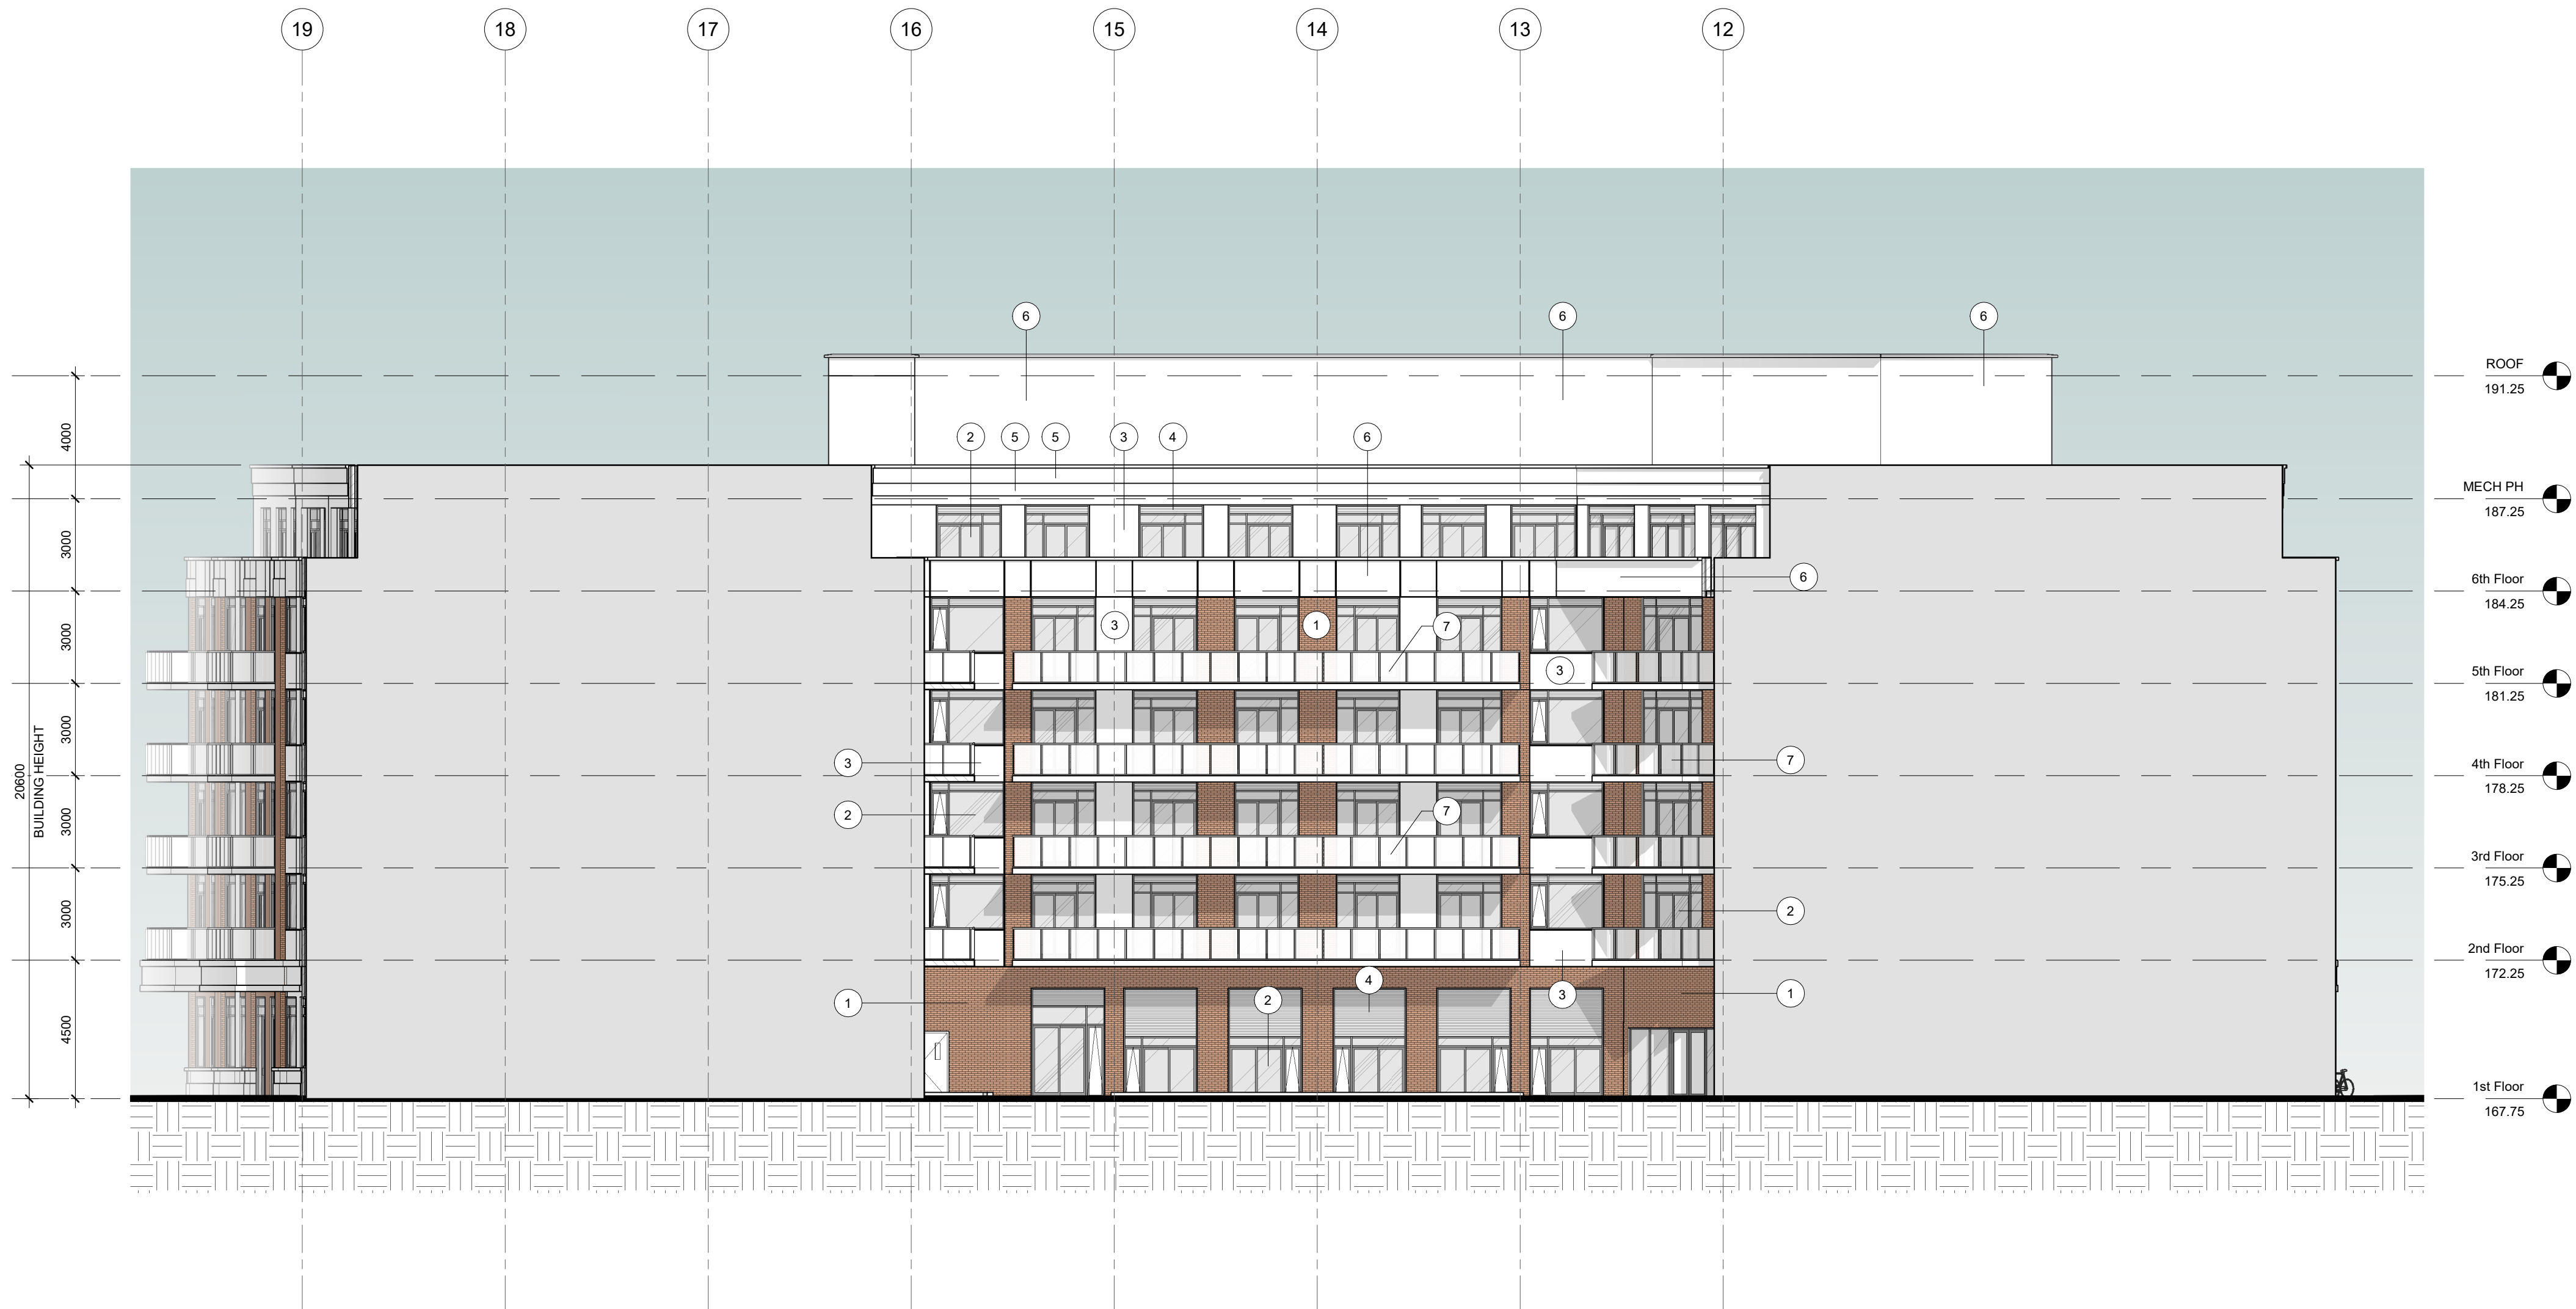 19 18 17 16 15 14 13 12
6 6 6
ROOF
191.25
4000
2 5 5 3 4 6
MECH PH
187.25
3000
6
6th Floor
184.25
3000
3 1 7
3
5th Floor
181.25
3000
20600
BUILDING HEIGHT
3 7
4th Floor
178.25
3000
2 7
3rd Floor
175.25
3000
2
2nd Floor
172.25
4500
4
1 2 3 1
1st Floor
167.75